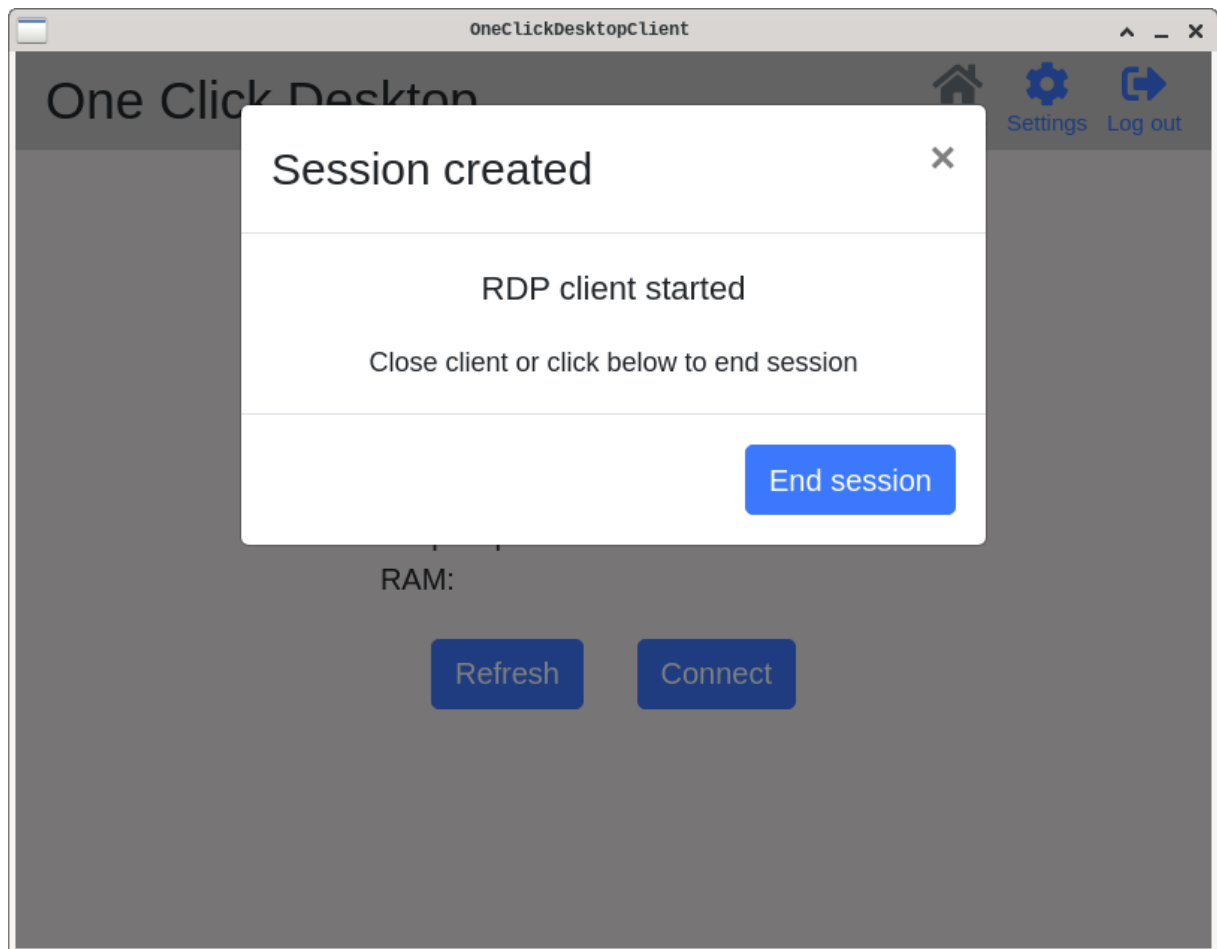 OneClickDesktopClient
One Click Desktop
Settings
Log out
Session created
RDP client started
Close client or click below to end session
End session
RAM:
Refresh
Connect